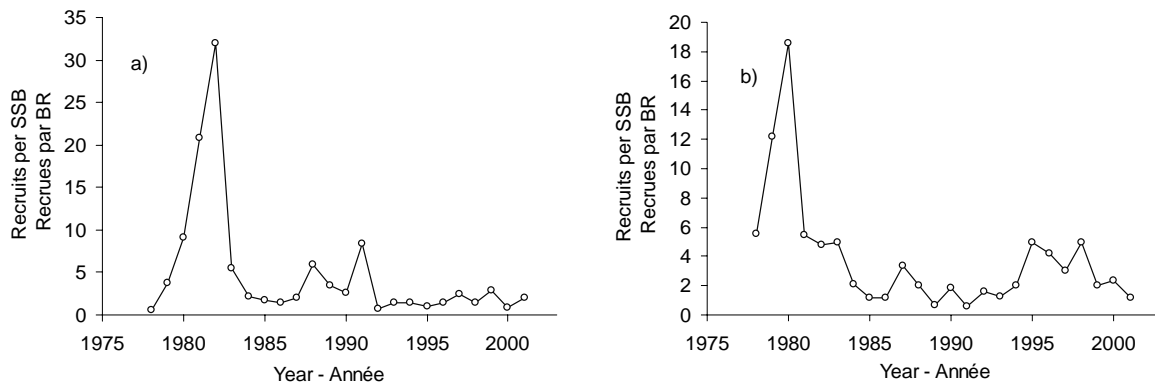 35
30
25
20
15
10
5
0
a)
Recruits per SSB
Recrues par BR
1975 1980 1985 1990 1995 2000
Year - Année
20
18
16
14
12
10
8
6
4
2
0
b)
Recruits per SSB
Recrues par BR
1975 1980 1985 1990 1995 2000
Year - Année